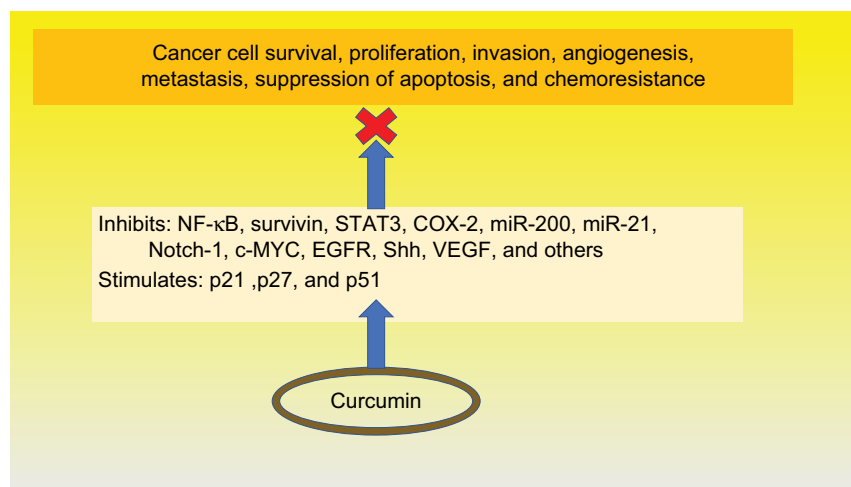 Cancer cell survival, proliferation, invasion, angiogenesis,
metastasis, suppression of apoptosis, and chemoresistance
Inhibits: NF-κB, survivin, STAT3, COX-2, miR-200, miR-21,
Notch-1, c-MYC, EGFR, Shh, VEGF, and others
Stimulates: p21 ,p27, and p51
Curcumin